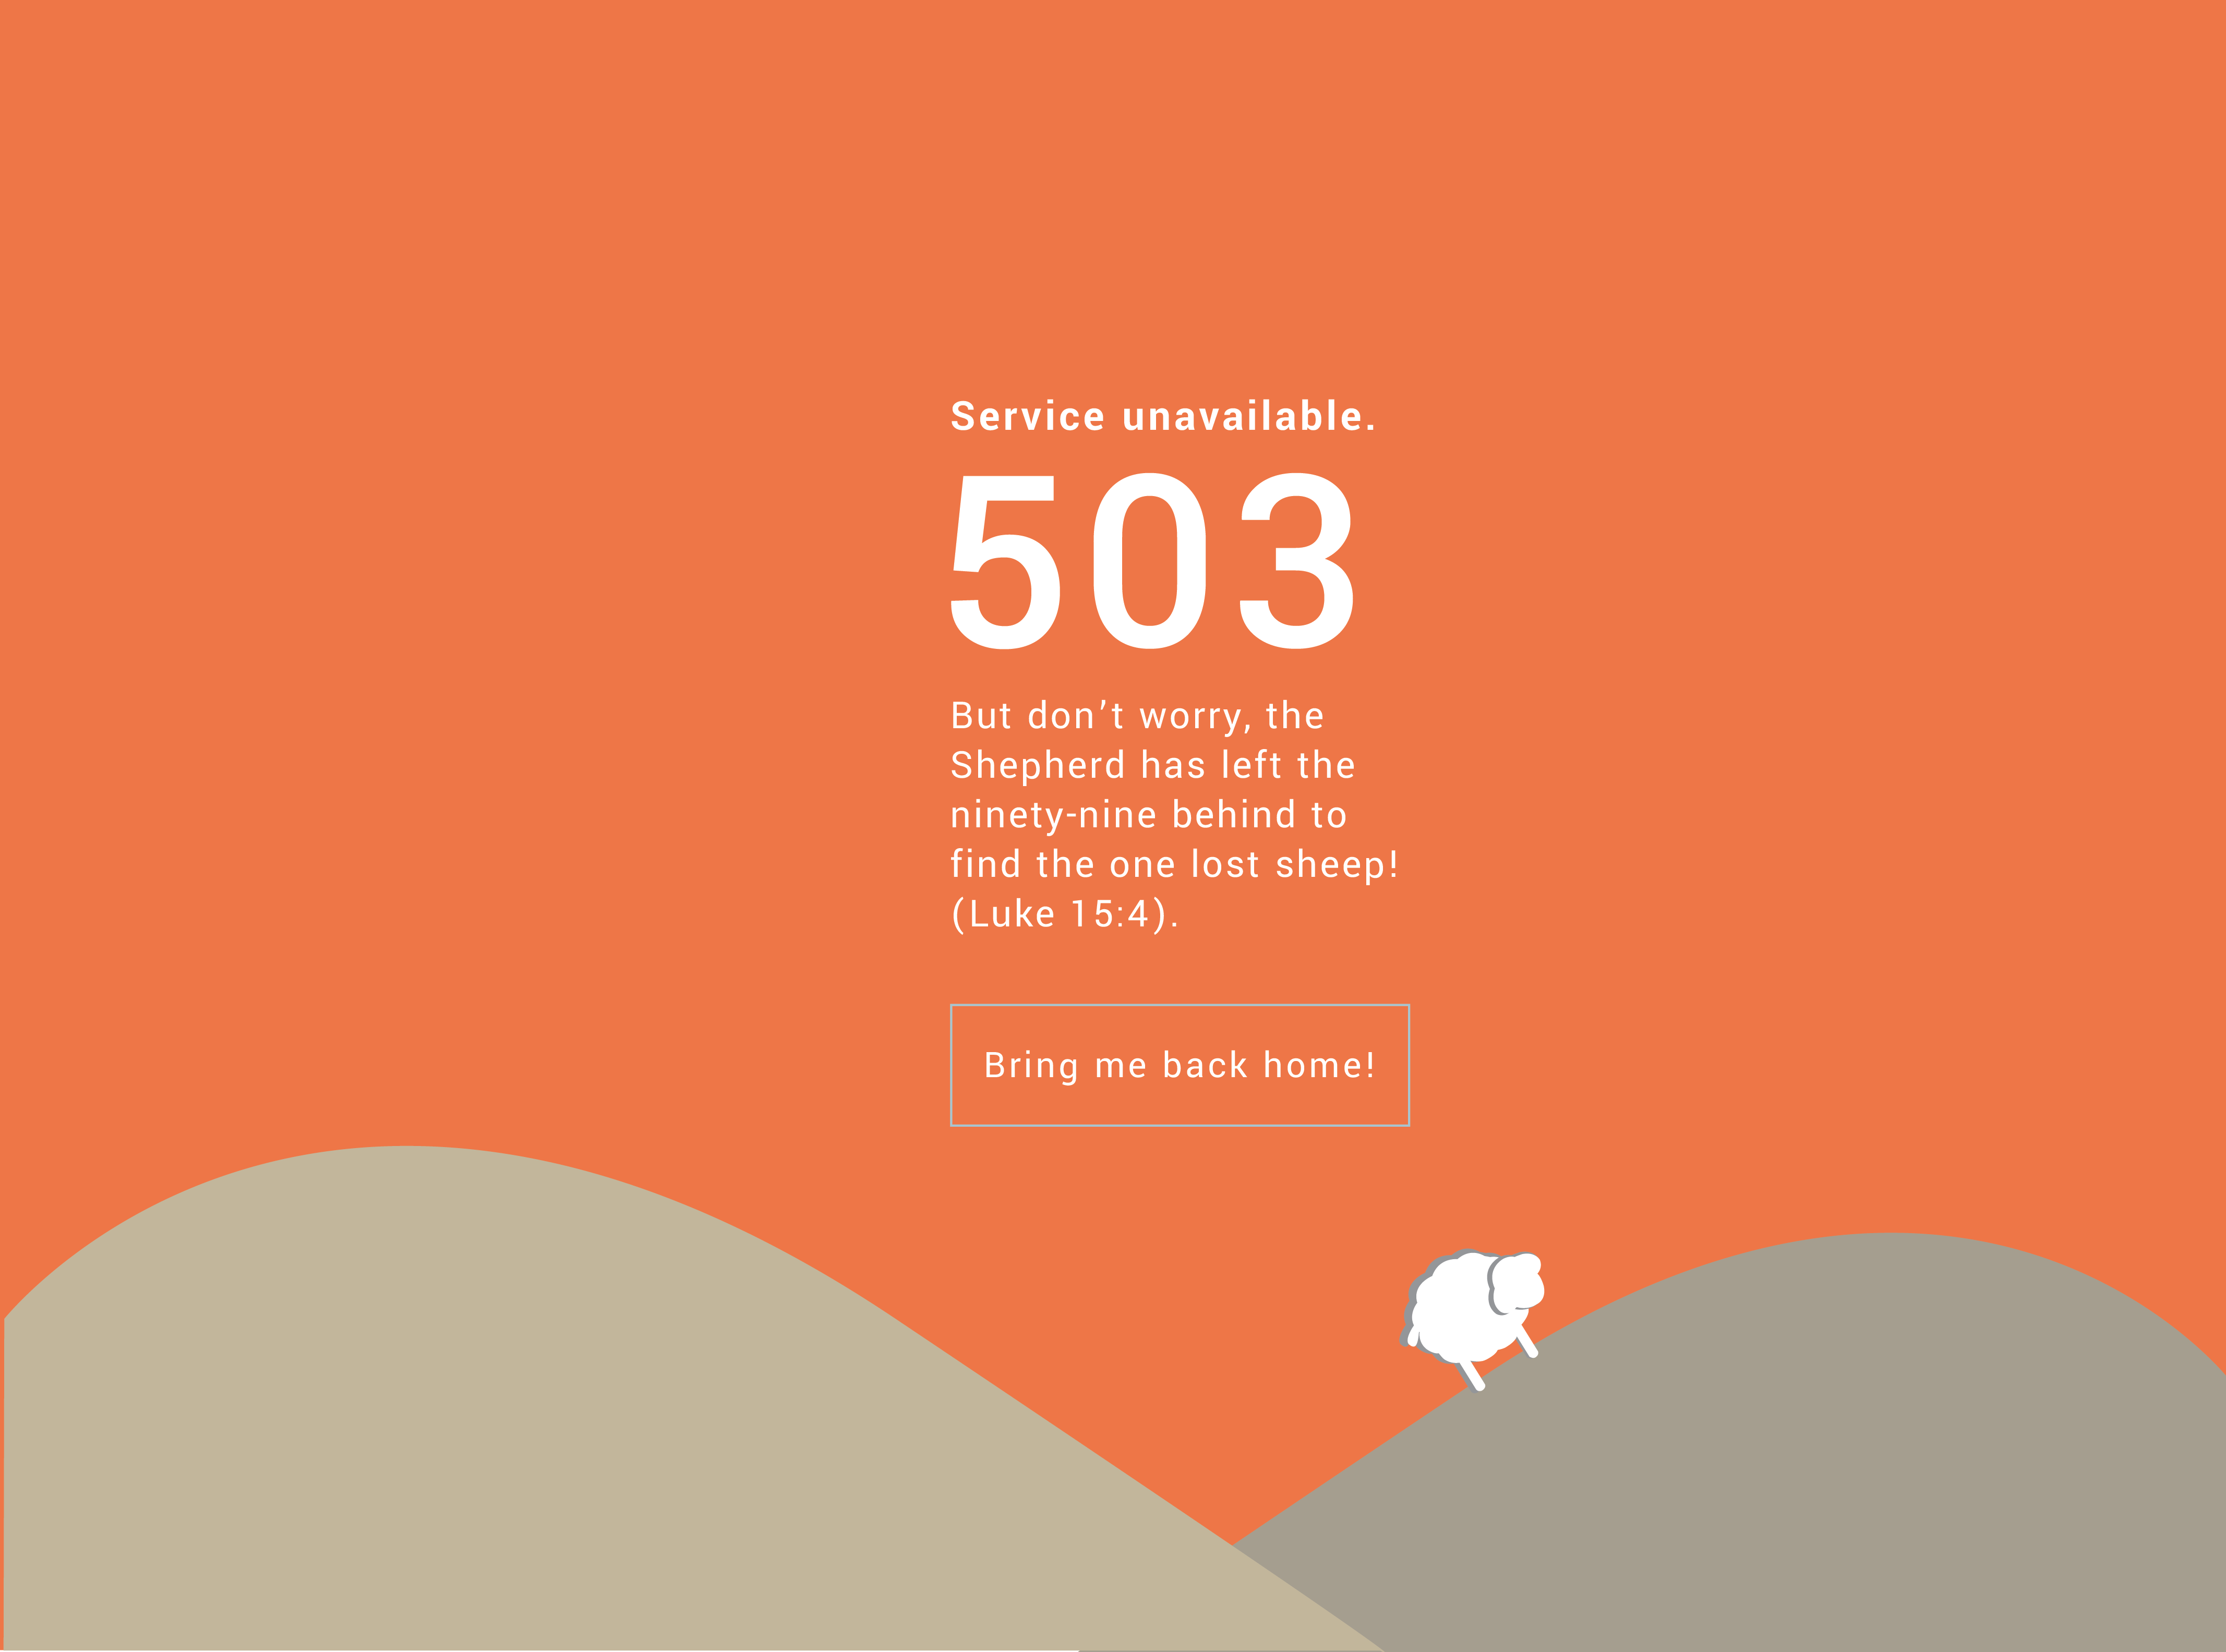 Service unavailable.
503
But don’t worry, the
Shepherd has left the
ninety-nine behind to
find the one lost sheep!
(Luke 15:4).
Bring me back home!